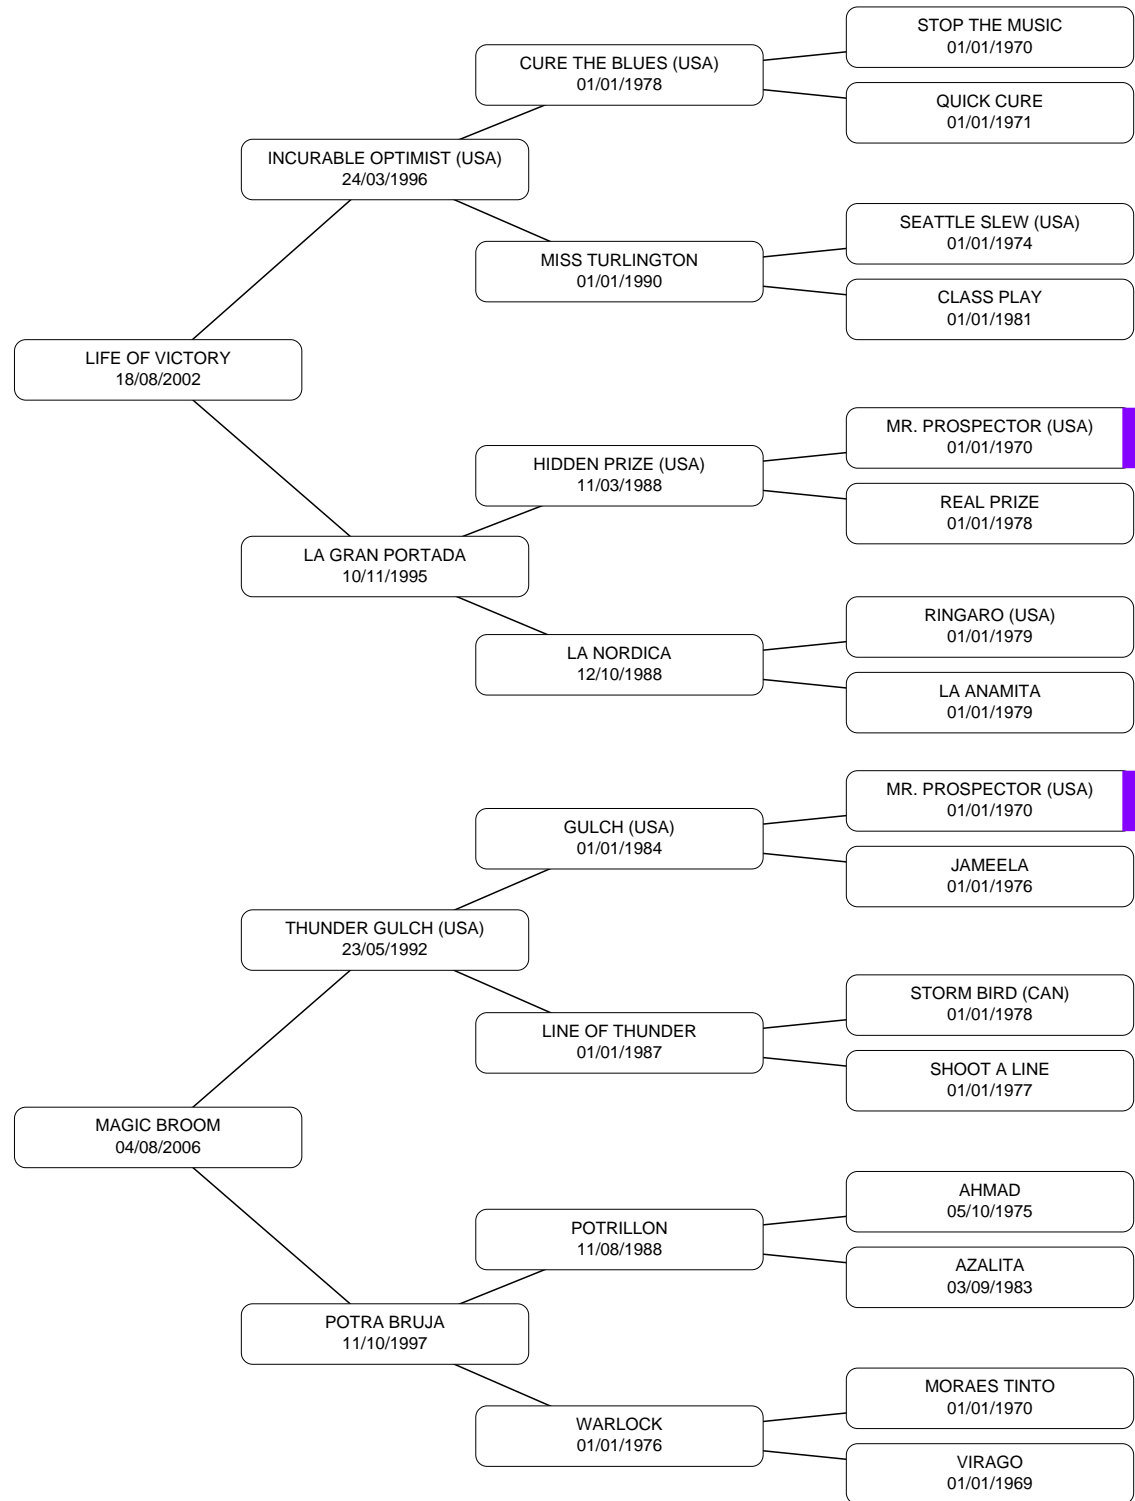 STOP THE MUSIC
01/01/1970
CURE THE BLUES (USA)
01/01/1978
QUICK CURE
01/01/1971
INCURABLE OPTIMIST (USA)
24/03/1996
SEATTLE SLEW (USA)
01/01/1974
MISS TURLINGTON
01/01/1990
CLASS PLAY
01/01/1981
LIFE OF VICTORY
18/08/2002
MR. PROSPECTOR (USA)
01/01/1970
HIDDEN PRIZE (USA)
11/03/1988
REAL PRIZE
01/01/1978
LA GRAN PORTADA
10/11/1995
RINGARO (USA)
01/01/1979
LA NORDICA
12/10/1988
LA ANAMITA
01/01/1979
MR. PROSPECTOR (USA)
01/01/1970
GULCH (USA)
01/01/1984
JAMEELA
01/01/1976
THUNDER GULCH (USA)
23/05/1992
STORM BIRD (CAN)
01/01/1978
LINE OF THUNDER
01/01/1987
SHOOT A LINE
01/01/1977
MAGIC BROOM
04/08/2006
AHMAD
05/10/1975
POTRILLON
11/08/1988
AZALITA
03/09/1983
POTRA BRUJA
11/10/1997
MORAES TINTO
01/01/1970
WARLOCK
01/01/1976
VIRAGO
01/01/1969